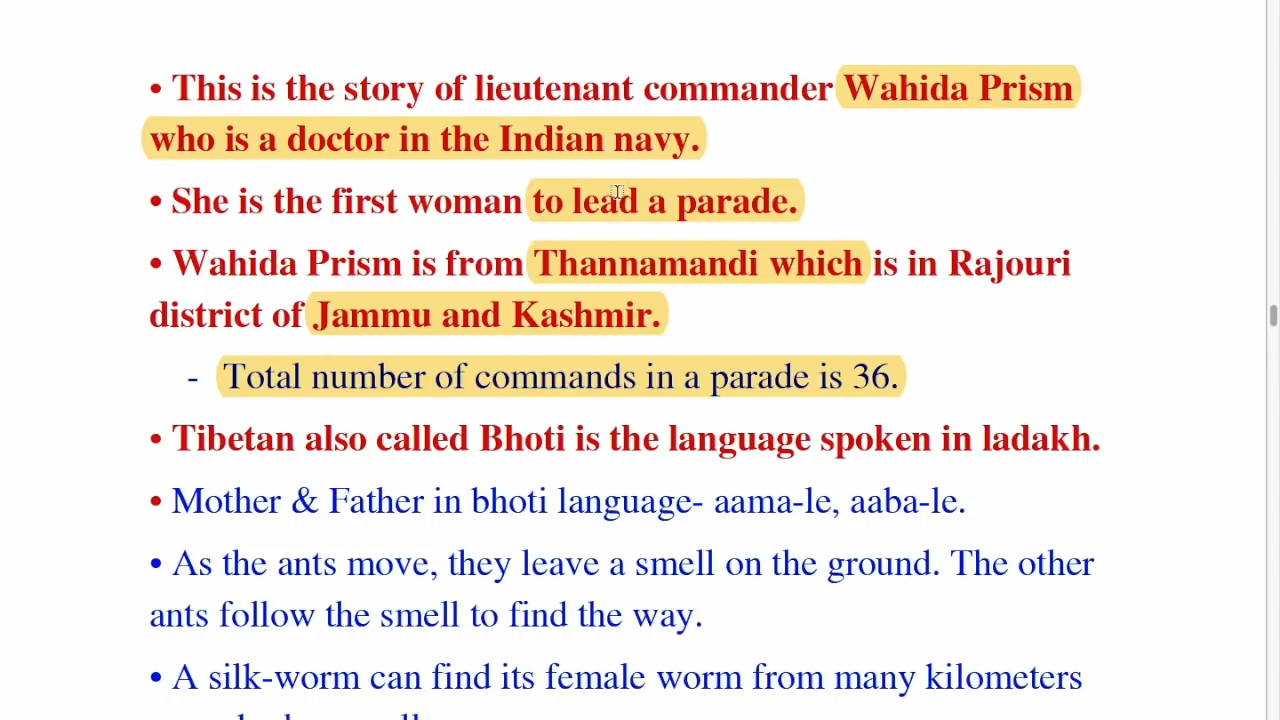 • This is the story of lieutenant commander Wahida Prism
who is a doctor in the Indian navy.
• She is the first woman to lead a parade.
• Wahida Prism is from Thannamandi which is in Rajouri
district of Jammu and Kashmir.
- Total number of commands in a parade is 36.
• Tibetan also called Bhoti is the language spoken in ladakh.
• Mother & Father in bhoti language- aama-le, aaba-le.
• As the ants move, they leave a smell on the ground. The other
ants follow the smell to find the way.
• A silk-worm can find its female worm from many kilometers